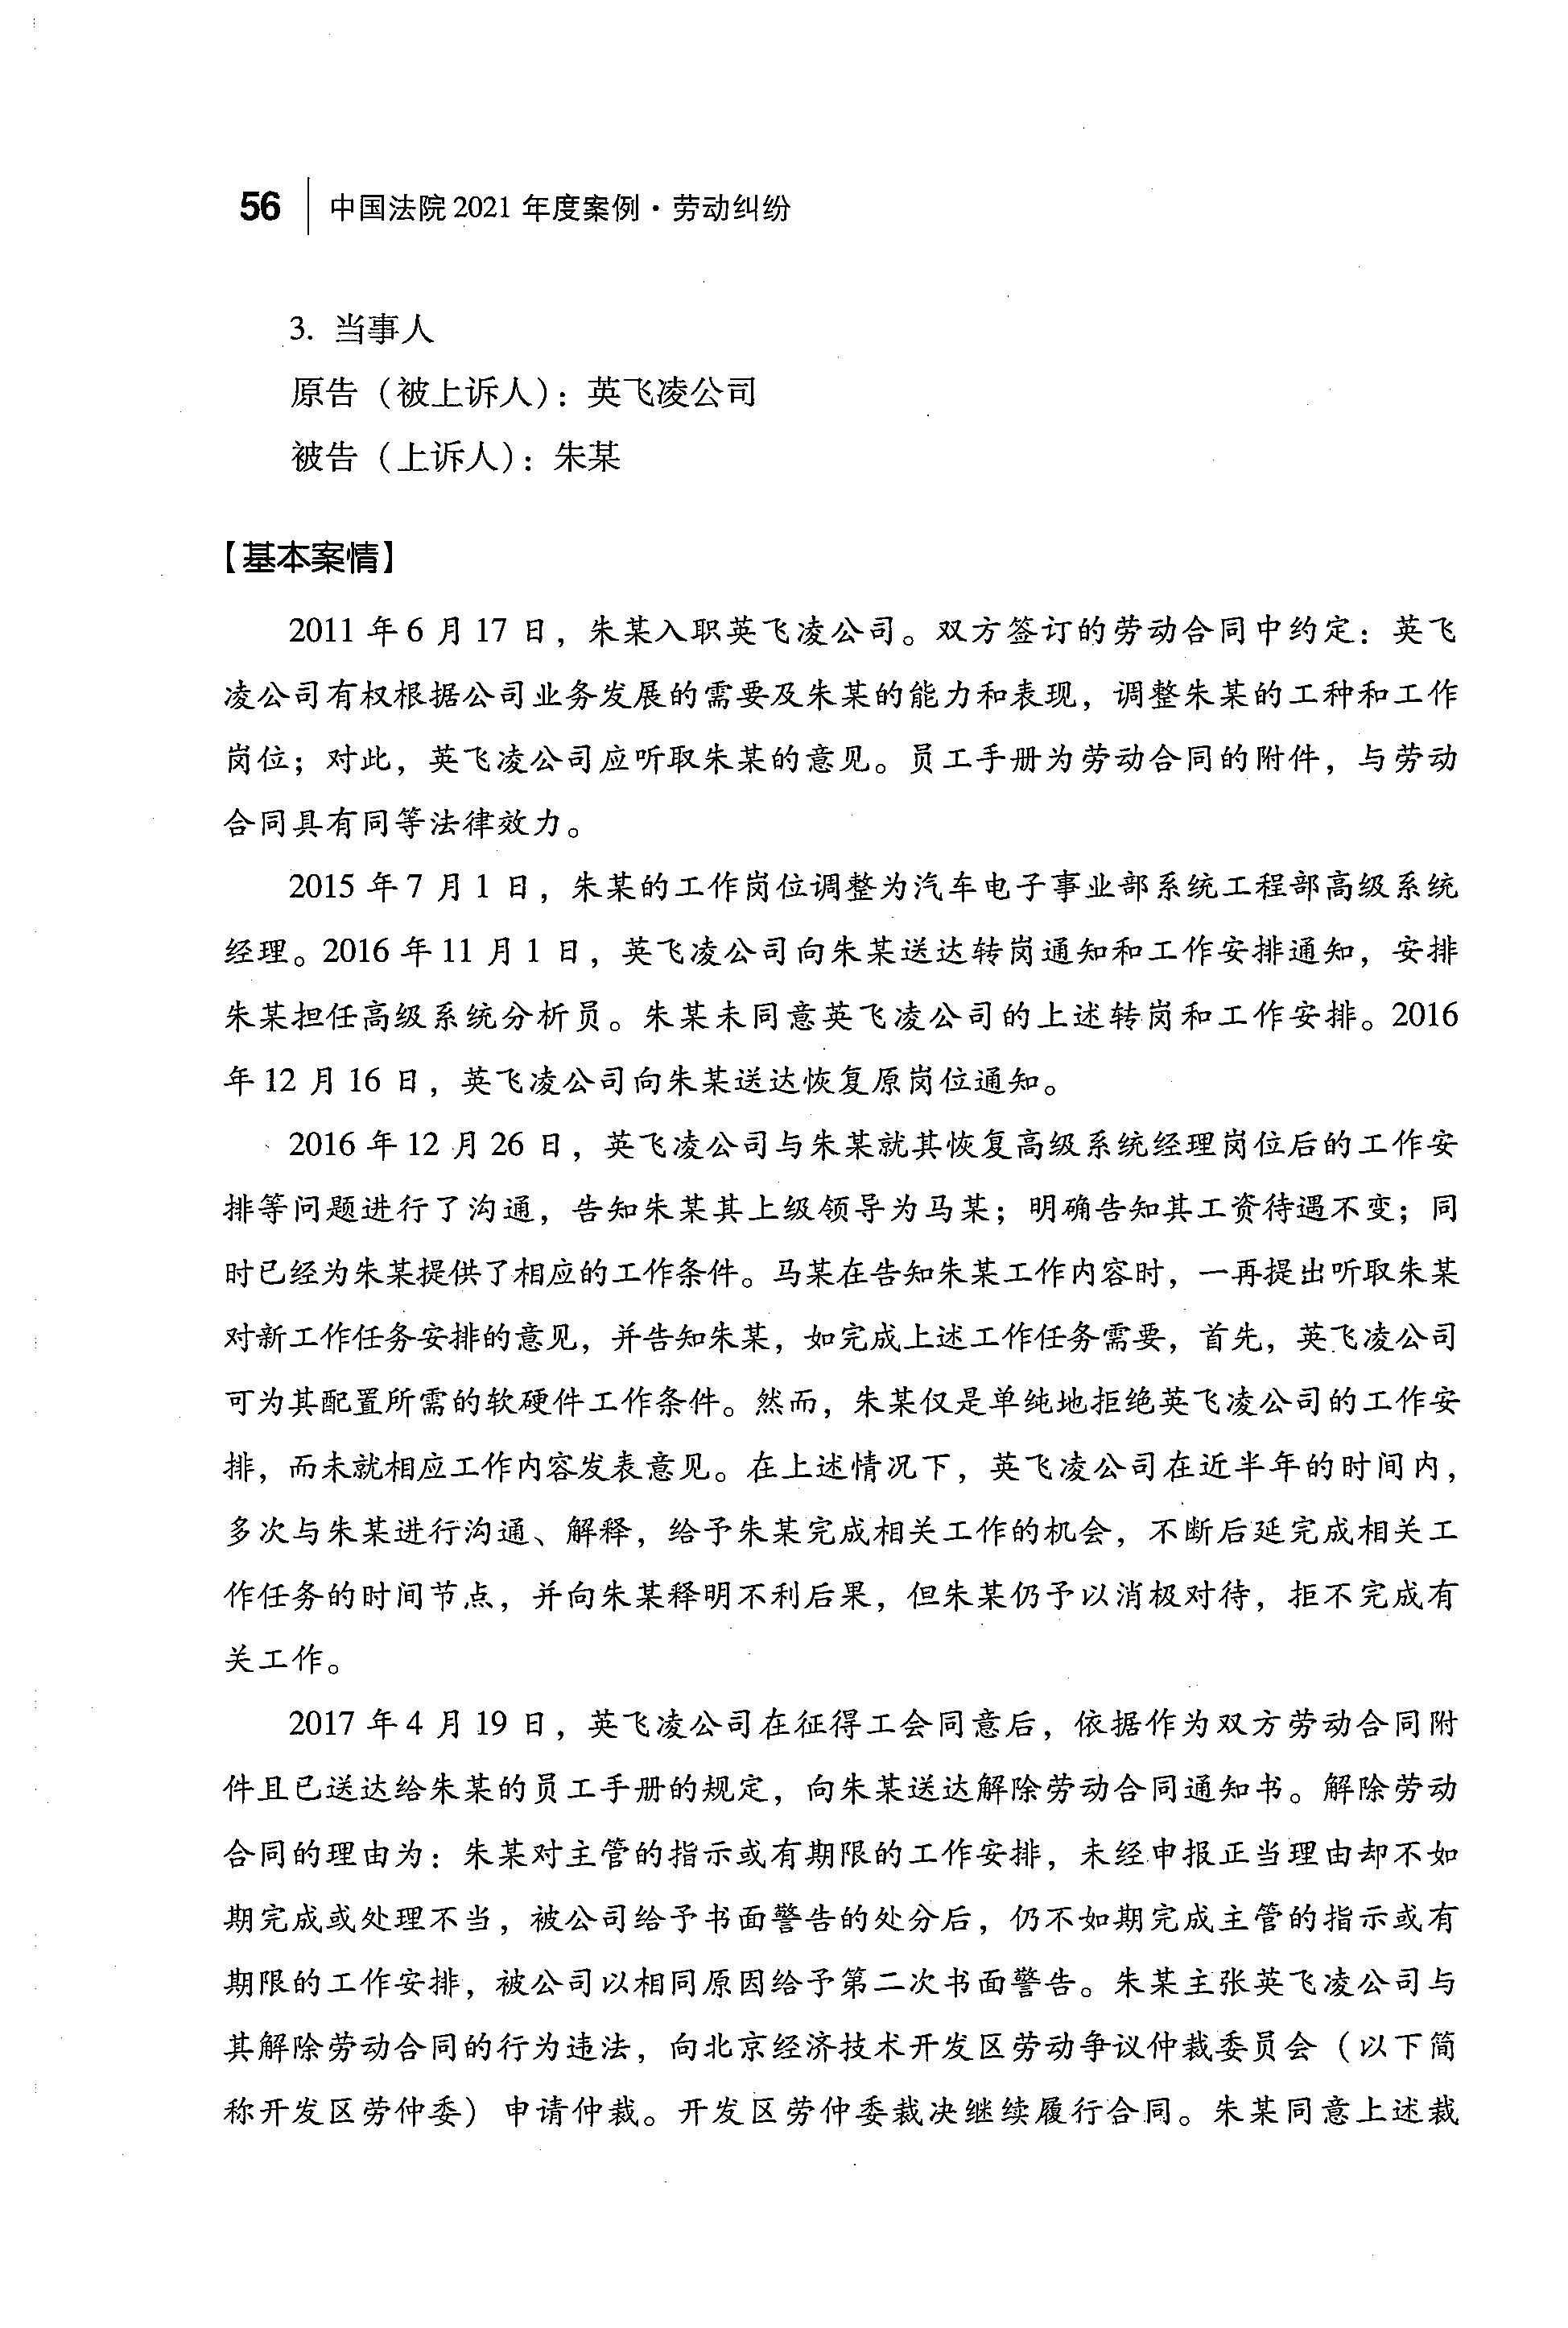 56 中国法院2021年度案例·劳动纠纷
3. 当事人
原告（被上诉人）：英飞凌公司
被告（上诉人）：朱某
【基本案情】
2011年6月17日，朱某入职英飞凌公司。双方签订的劳动合同中约定：英飞
凌公司有权根据公司业务发展的需要及朱某的能力和表现，调整朱某的工种和工作
岗位；对此，英飞凌公司应听取朱某的意见。员工手册为劳动合同的附件，与劳动
合同具有同等法律效力。
2015年7月1日，朱某的工作岗位调整为汽车电子事业部系统工程部高级系统
经理。2016年11月1日，英飞凌公司向朱某送达转岗通知和工作安排通知，安排
朱某担任高级系统分析员。朱某未同意英飞凌公司的上述转岗和工作安排。2016
年12月16日，英飞凌公司向朱某送达恢复原岗位通知。
2016年12月26日，英飞凌公司与朱某就其恢复高级系统经理岗位后的工作安
排等问题进行了沟通，告知朱某其上级领导为马某；明确告知其工资待遇不变；同
时已经为朱某提供了相应的工作条件。马某在告知朱某工作内容时，一再提出听取朱某
对新工作任务安排的意见，并告知朱某，如完成上述工作任务需要，首先，英飞凌公司
可为其配置所需的软硬件工作条件。然而，朱某仅是单纯地拒绝英飞凌公司的工作安
排，而未就相应工作内容发表意见。在上述情况下，英飞凌公司在近半年的时间内，
多次与朱某进行沟通、解释，给予朱某完成相关工作的机会，不断后延完成相关工
作任务的时间节点，并向朱某释明不利后果，但朱某仍予以消极对待，拒不完成有
关工作。
2017年4月19日，英飞凌公司在征得工会同意后，依据作为双方劳动合同附
件且已送达给朱某的员工手册的规定，向朱某送达解除劳动合同通知书。解除劳动
合同的理由为：朱某对主管的指示或有期限的工作安排，未经申报正当理由却不如
期完成或处理不当，被公司给予书面警告的处分后，仍不如期完成主管的指示或有
期限的工作安排，被公司以相同原因给予第二次书面警告。朱某主张英飞凌公司与
其解除劳动合同的行为违法，向北京经济技术开发区劳动争议仲裁委员会（以下简
称开发区劳仲委）申请仲裁。开发区劳仲委裁决继续履行合同。朱某同意上述裁